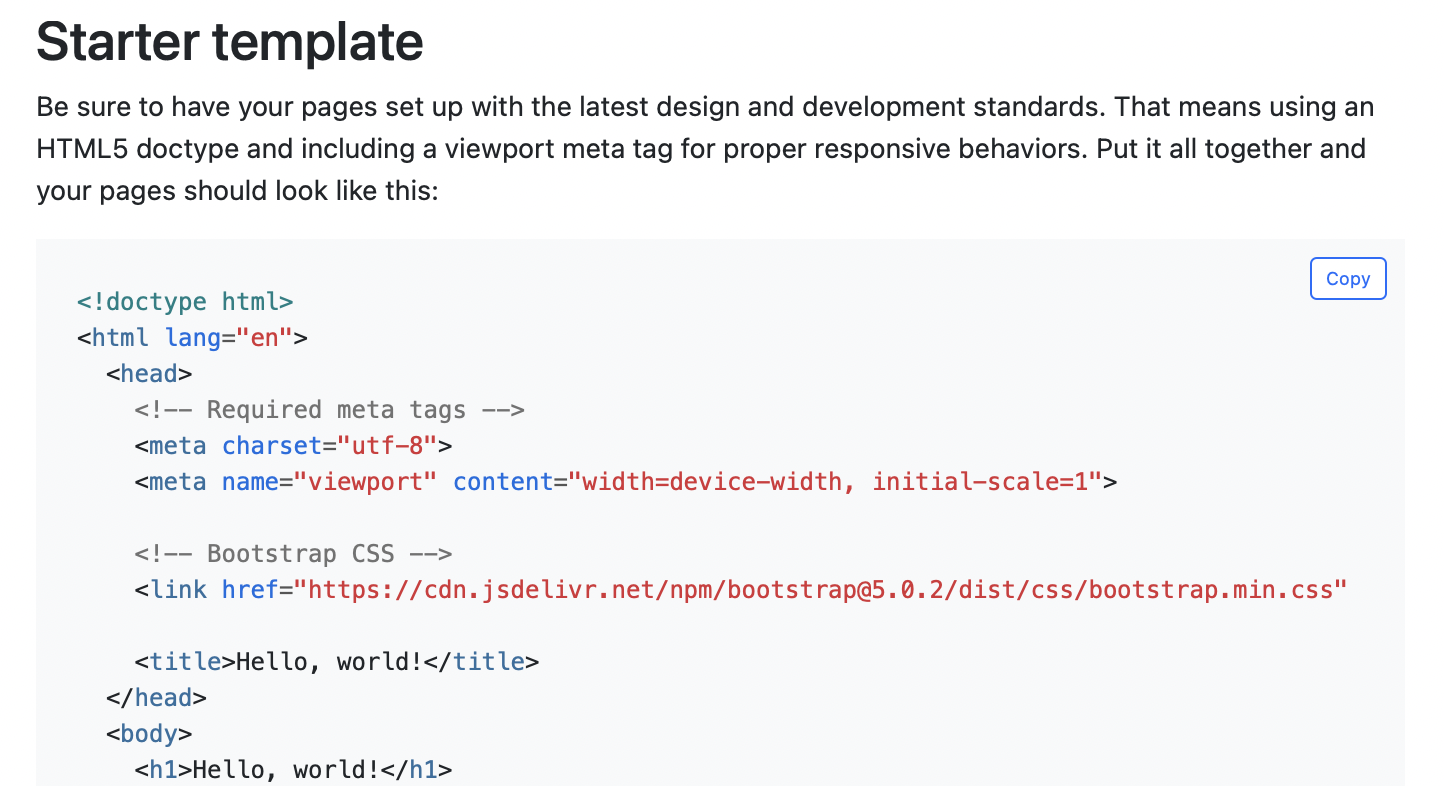 Starter template
Be sure to have your pages set up with the latest design and development standards. That means using an
HTML5 doctype and including a viewport meta tag for proper responsive behaviors. Put it all together and
your pages should look like this:
Copy
<!doctype html>
<html lang="en">
  <head>
    <!-- Required meta tags -->
    <meta charset="utf-8">
    <meta name="viewport" content="width=device-width, initial-scale=1">

    <!-- Bootstrap CSS -->
    <link href="https://cdn.jsdelivr.net/npm/bootstrap@5.0.2/dist/css/bootstrap.min.css"

    <title>Hello, world!</title>
  </head>
  <body>
    <h1>Hello, world!</h1>